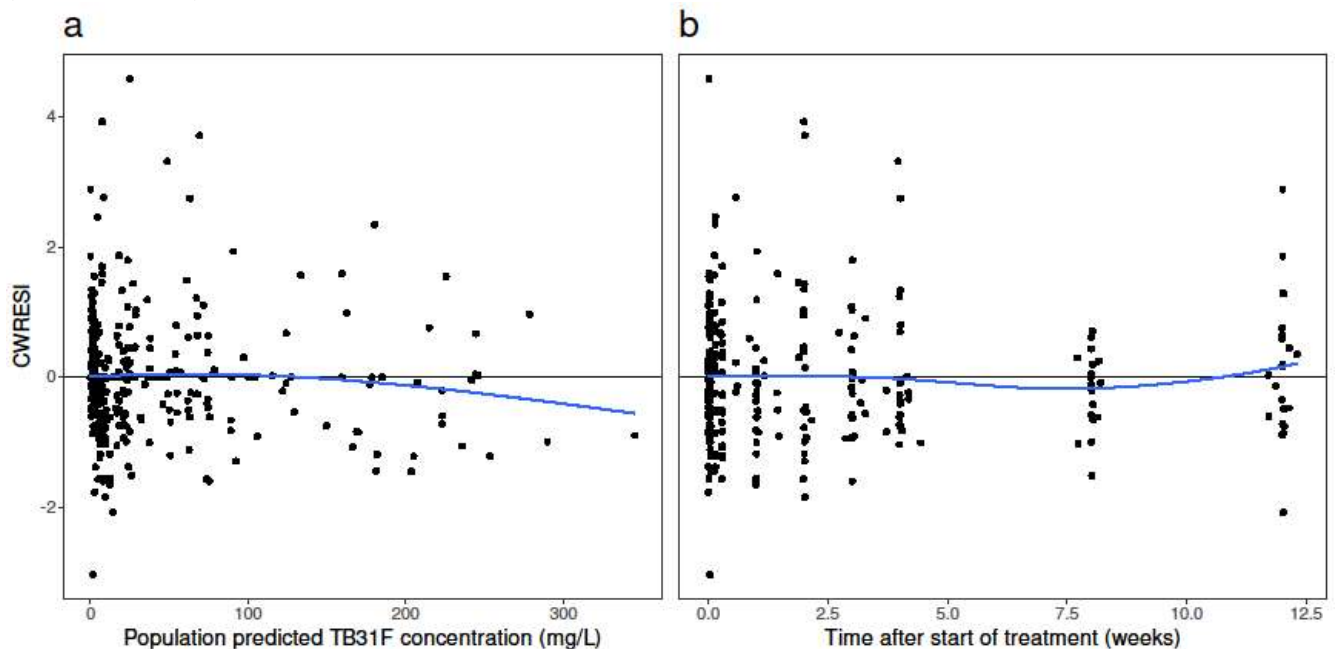 a
b
4
2
0
-2
CWRESI
0
100
200
300
0.0
2.5
5.0
7.5
10.0
12.5
Population predicted TB31F concentration (mg/L)
Time after start of treatment (weeks)